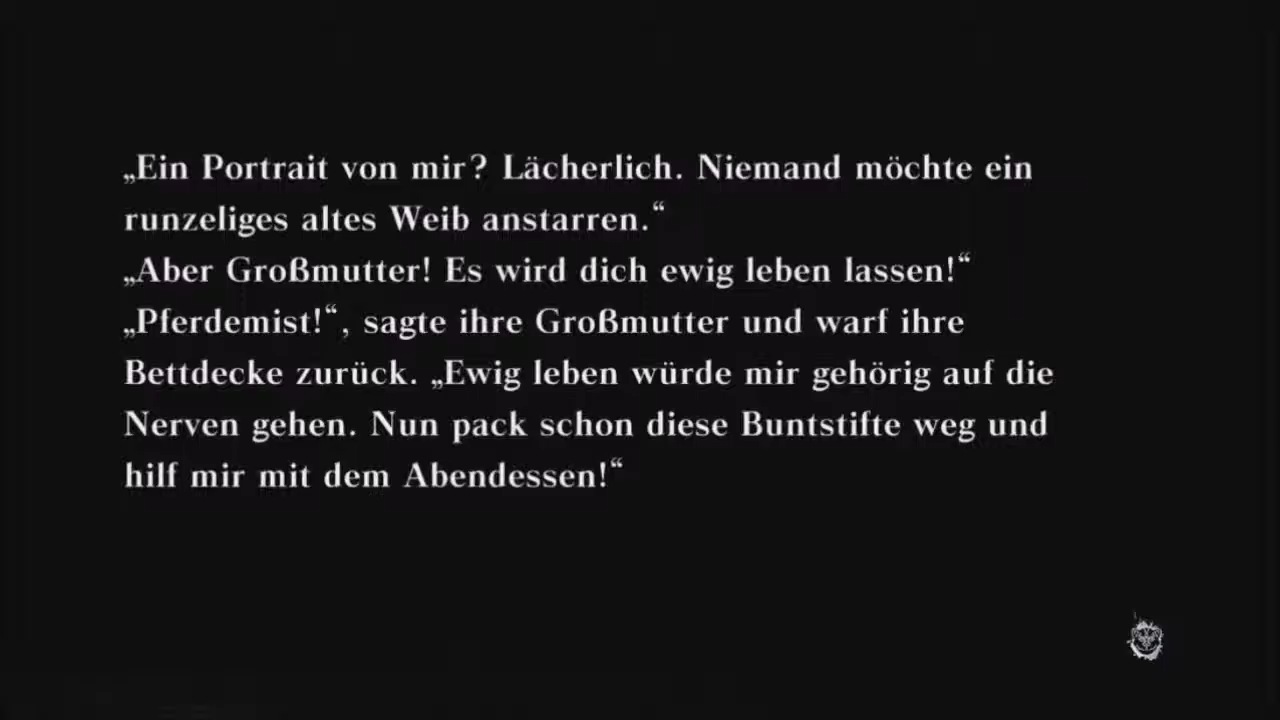 „Ein Portrait von mir? Lächerlich. Niemand möchte ein
runzeliges altes Weib anstarren.“
„Aber Großmutter! Es wird dich ewig leben lassen!“
„Pferdemist!“, sagte ihre Großmutter und warf ihre
Bettdecke zurück. „Ewig leben würde mir gehörig auf die
Nerven gehen. Nun pack schon diese Buntstifte weg und
hilf mir mit dem Abendessen!“